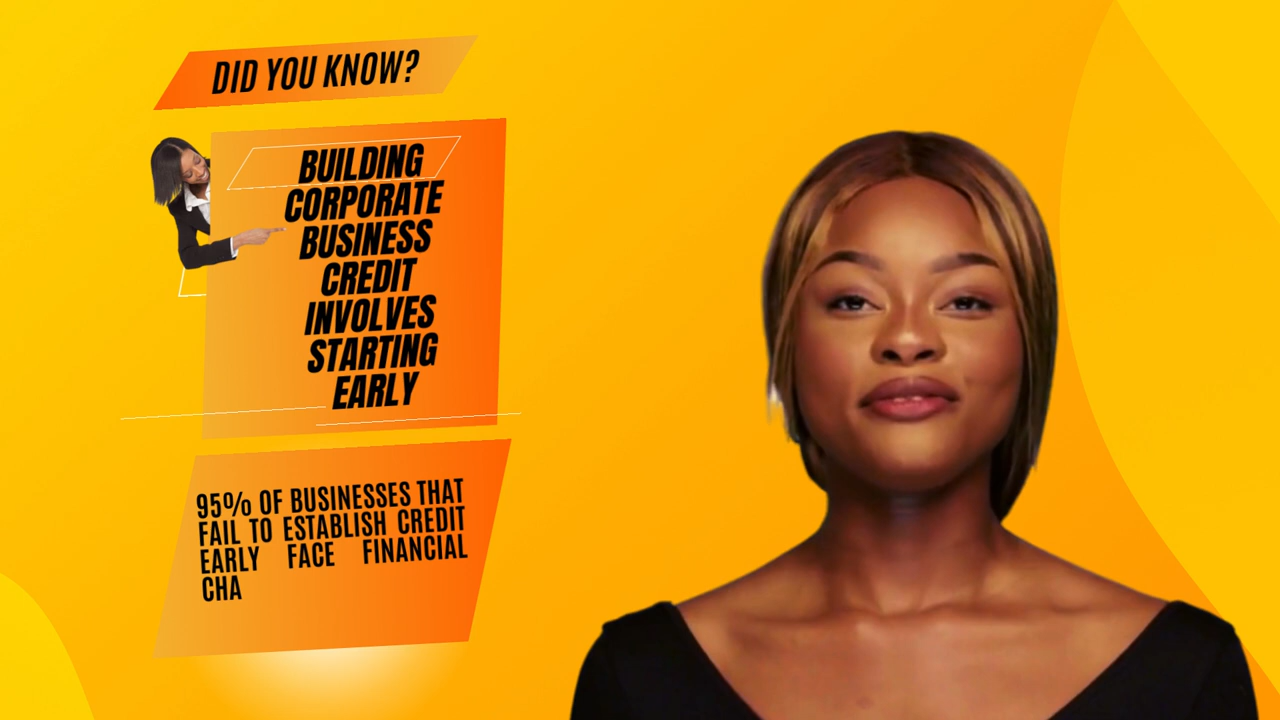 DID YOU KNOW?
BUILDING
CORPORATE
BUSINESS
CREDIT
INVOLVES
STARTING
EARLY
95% OF BUSINESSES THAT
FAIL TO ESTABLISH CREDIT
EARLY FACE FINANCIAL
CHA